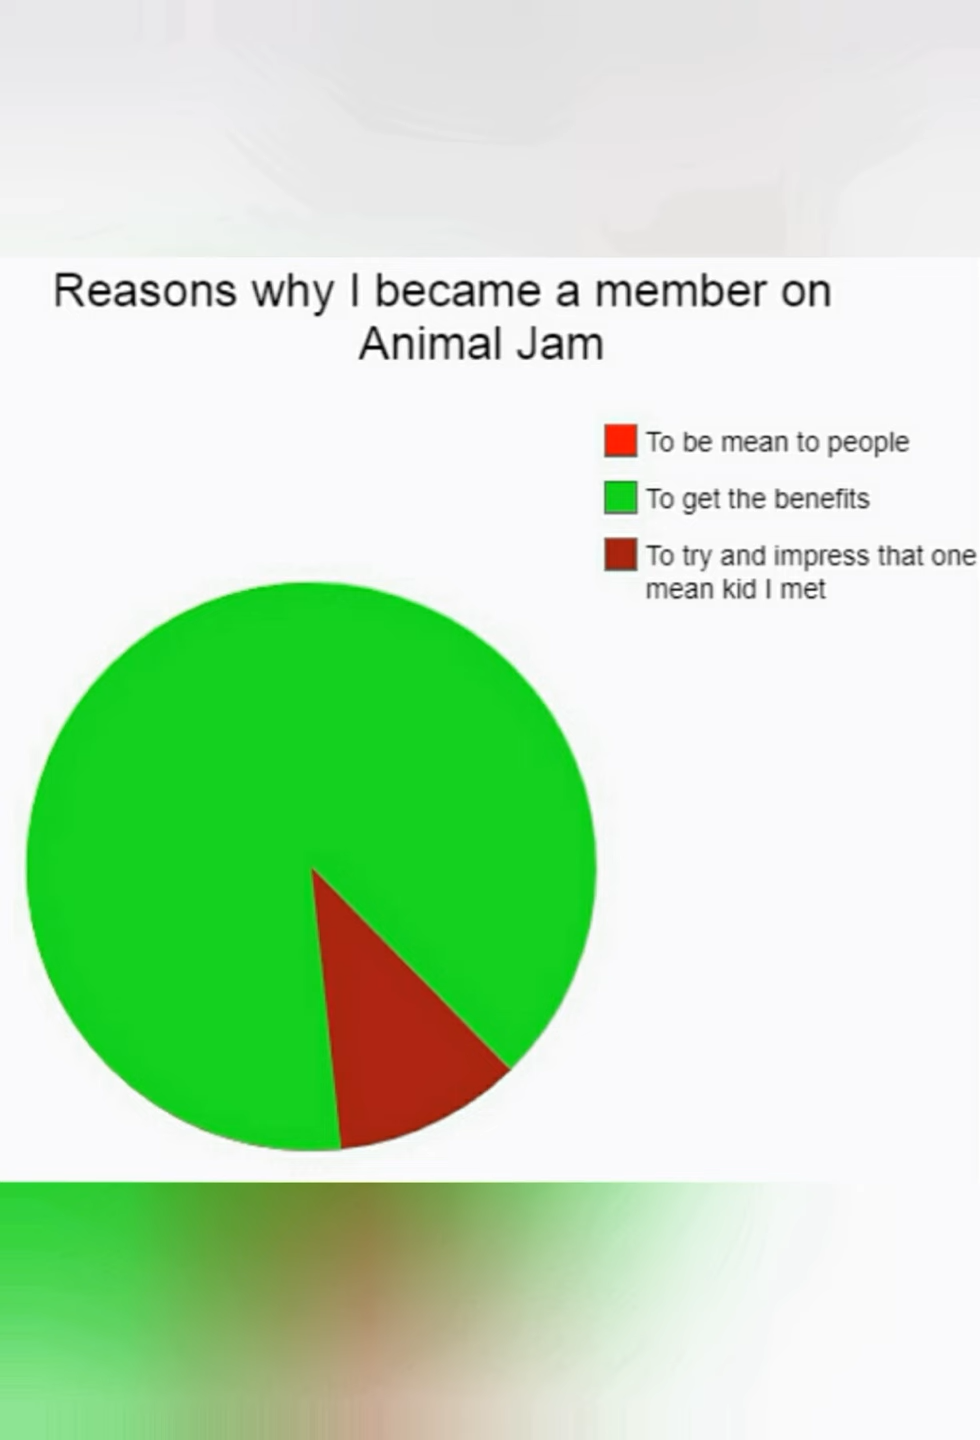 Reasons why I became a member on
Animal Jam
To be mean to people
To get the benefits
To try and impress that one
mean kid I met